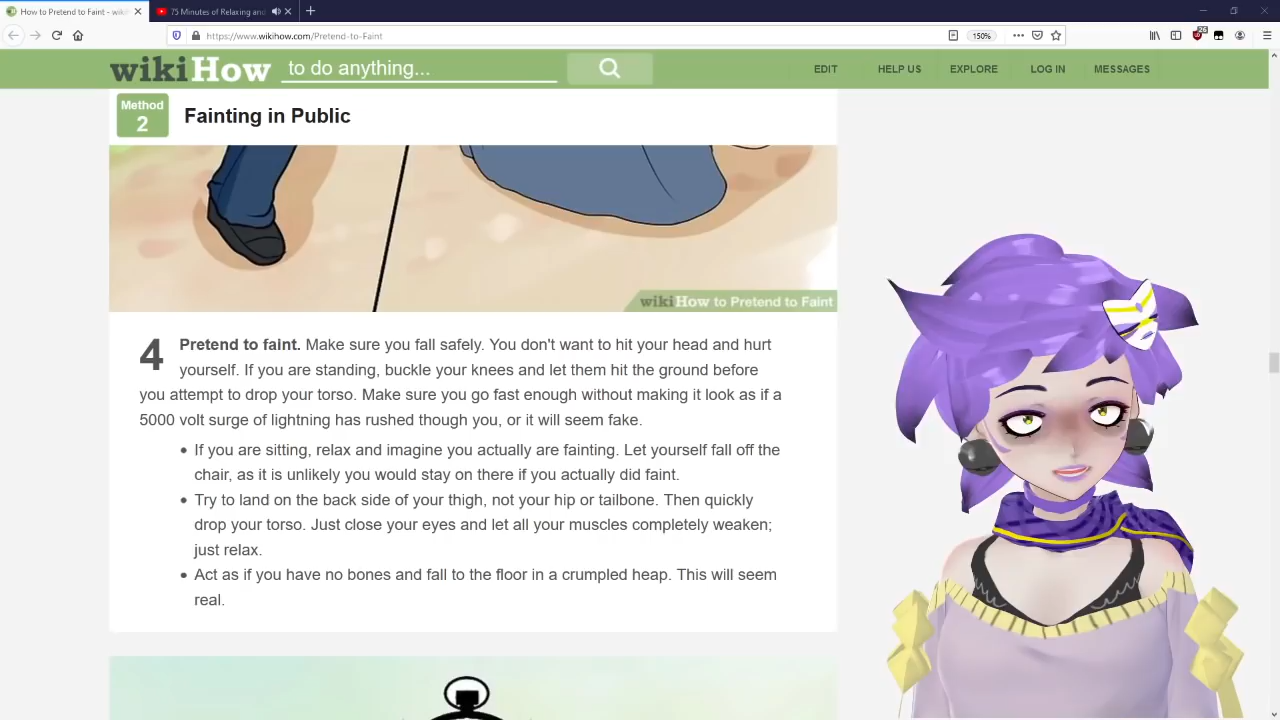 How to Pretend to Faint - wiki
75 Minutes of Relaxing and
https://www.wikihow.com/Pretend-to-Faint
150%
wikiHow to do anything...
EDIT
HELP US
EXPLORE
LOG IN
MESSAGES
Method
2
Fainting in Public
wikiHow to Pretend to Faint
4 Pretend to faint. Make sure you fall safely. You don't want to hit your head and hurt
yourself. If you are standing, buckle your knees and let them hit the ground before
you attempt to drop your torso. Make sure you go fast enough without making it look as if a
5000 volt surge of lightning has rushed though you, or it will seem fake.
• If you are sitting, relax and imagine you actually are fainting. Let yourself fall off the
chair, as it is unlikely you would stay on there if you actually did faint.
• Try to land on the back side of your thigh, not your hip or tailbone. Then quickly
drop your torso. Just close your eyes and let all your muscles completely weaken;
just relax.
• Act as if you have no bones and fall to the floor in a crumpled heap. This will seem
real.